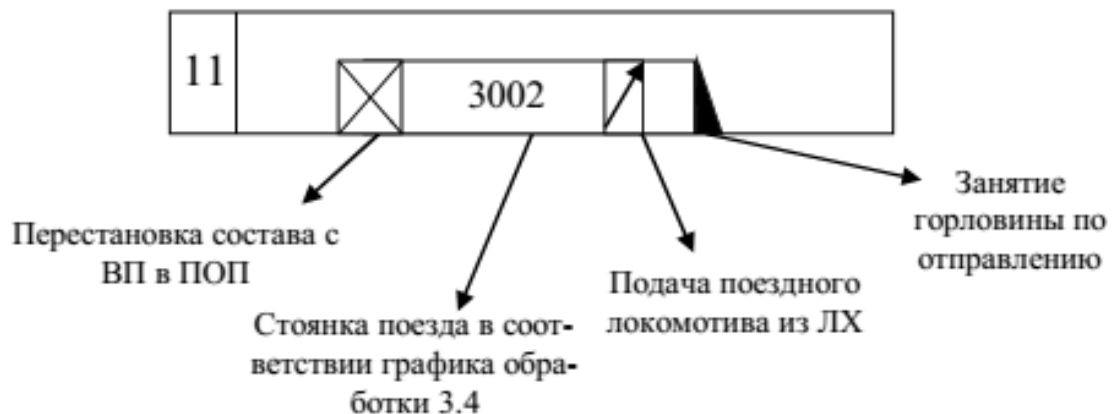 11
3002
Перестановка состава с
ВП в ПОП
Стоянка поезда в соот-
ветствии графика обра-
ботки 3.4
Подача поездного
локомотива из ЛХ
Занятие
горловины по
отправлению